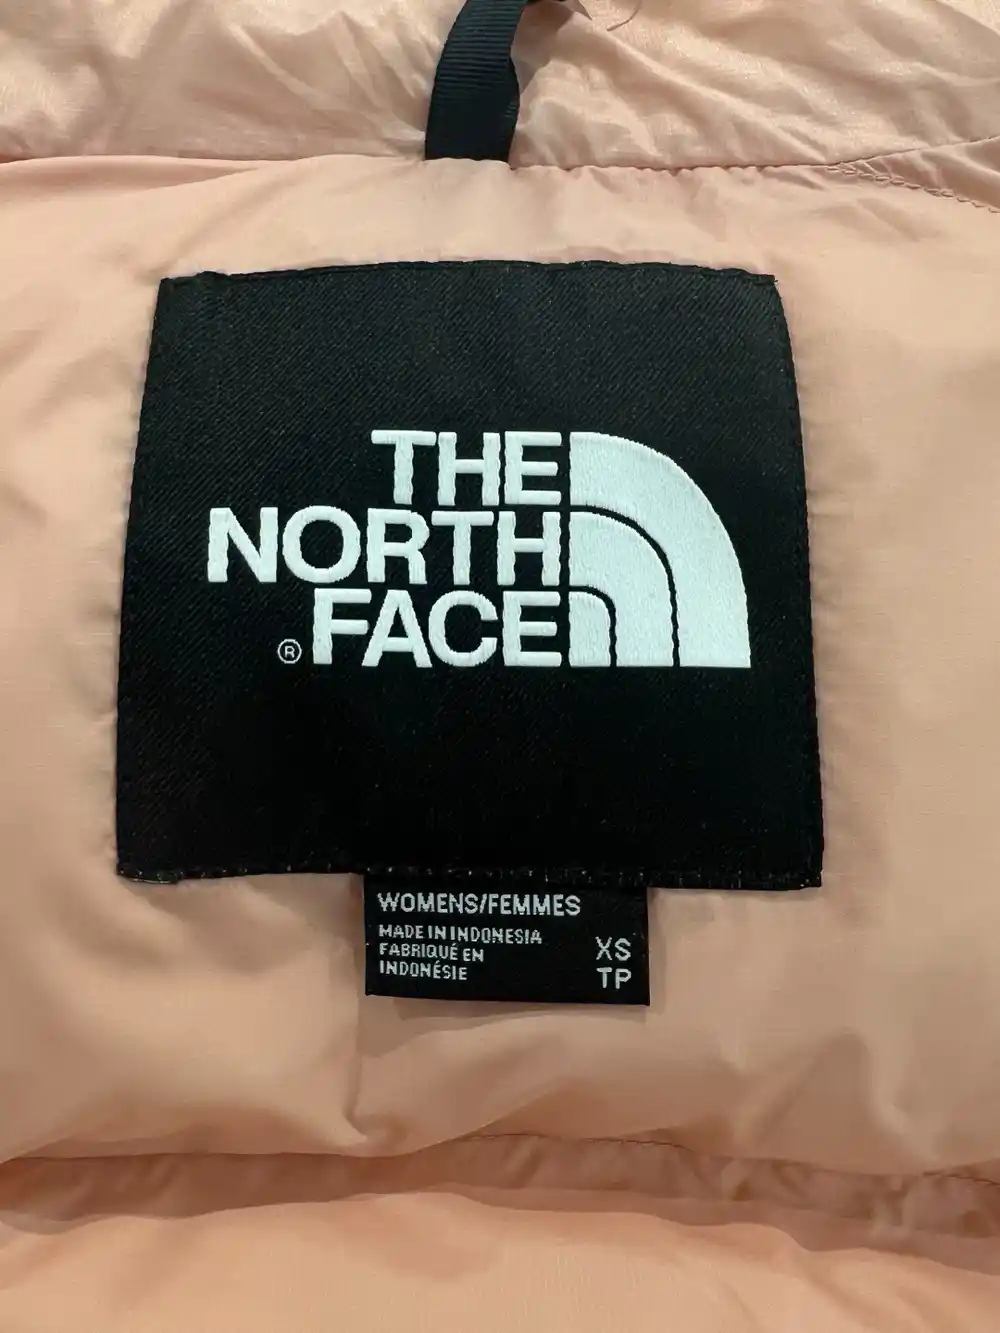 THE
NORTH
® FACE
WOMENS/FEMMES
MADE IN INDONESIA
FABRIQUÉ EN
INDONÉSIE
XS
TP